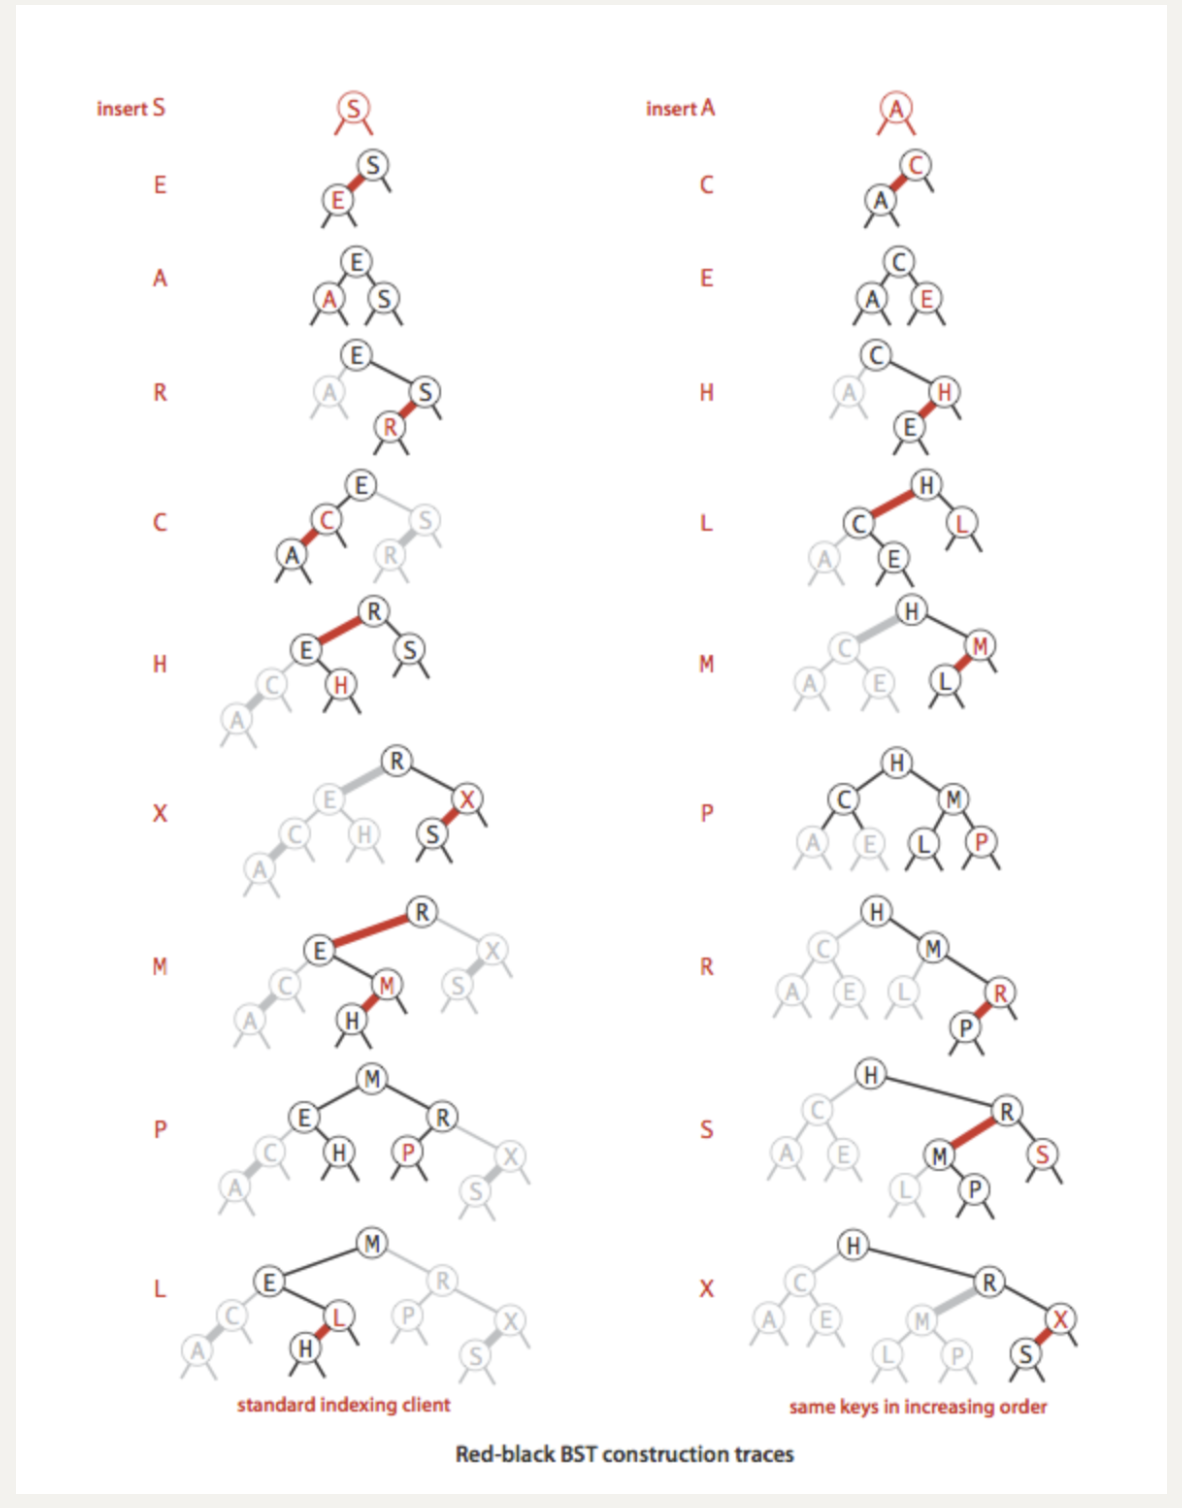 insert S
S
E
S
E
A
E
A S
R
E
A S
R
C
E
C S
A R
H
R
E S
C H
A
X
R
E X
C H S
A
M
R
E X
C M S
A H
P
M
E R
C H P X
A S
L
M
E R
C L P X
A H S
standard indexing client
insert A
A
C
C
A
E
C
A E
H
C
A H
E
L
H
C L
A E
M
H
C M
A E L
P
H
C M
A E L P
R
H
C M
A E L R
P
S
H
C R
A E M S
L P
X
H
C R
A E M X
L P S
same keys in increasing order
Red-black BST construction traces